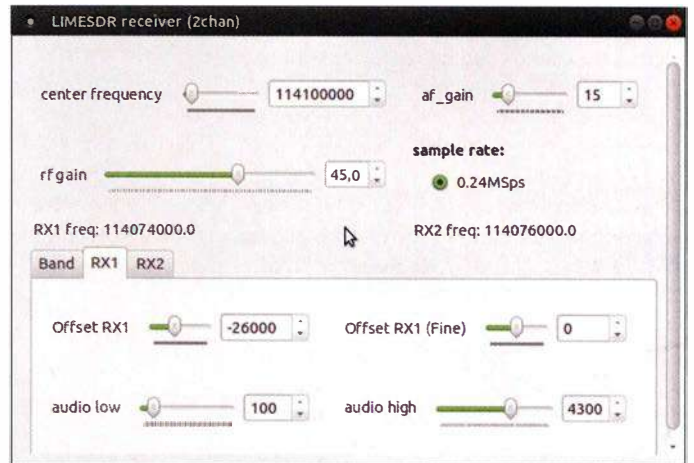 LIMESDR receiver (2chan)
center frequency 114100000 af_gain 15
sample rate:
rfgain 45,0 0.24MSps
RX1 freq: 114074000.0 RX2 freq: 114076000.0
Band RX1 RX2
Offset RX1 -26000 Offset RX1 (Fine) 0
audio low 100 audio high 4300